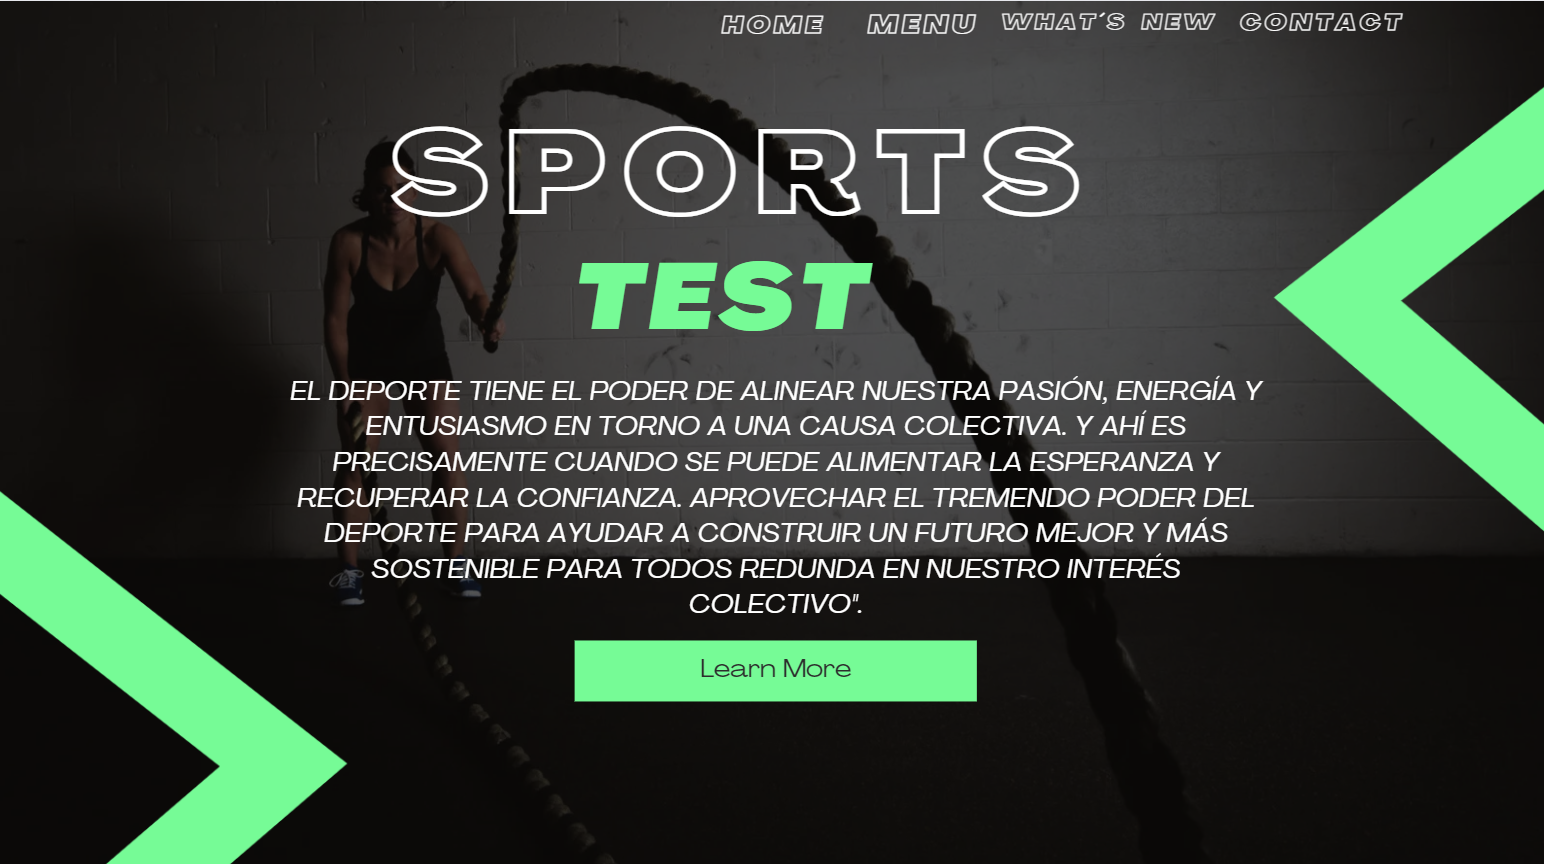 HOME MENU WHAT´S NEW CONTACT
SPORTS
TEST
EL DEPORTE TIENE EL PODER DE ALINEAR NUESTRA PASIÓN, ENERGÍA Y
ENTUSIASMO EN TORNO A UNA CAUSA COLECTIVA. Y AHÍ ES
PRECISAMENTE CUANDO SE PUEDE ALIMENTAR LA ESPERANZA Y
RECUPERAR LA CONFIANZA. APROVECHAR EL TREMENDO PODER DEL
DEPORTE PARA AYUDAR A CONSTRUIR UN FUTURO MEJOR Y MÁS
SOSTENIBLE PARA TODOS REDUNDA EN NUESTRO INTERÉS
COLECTIVO".
Learn More